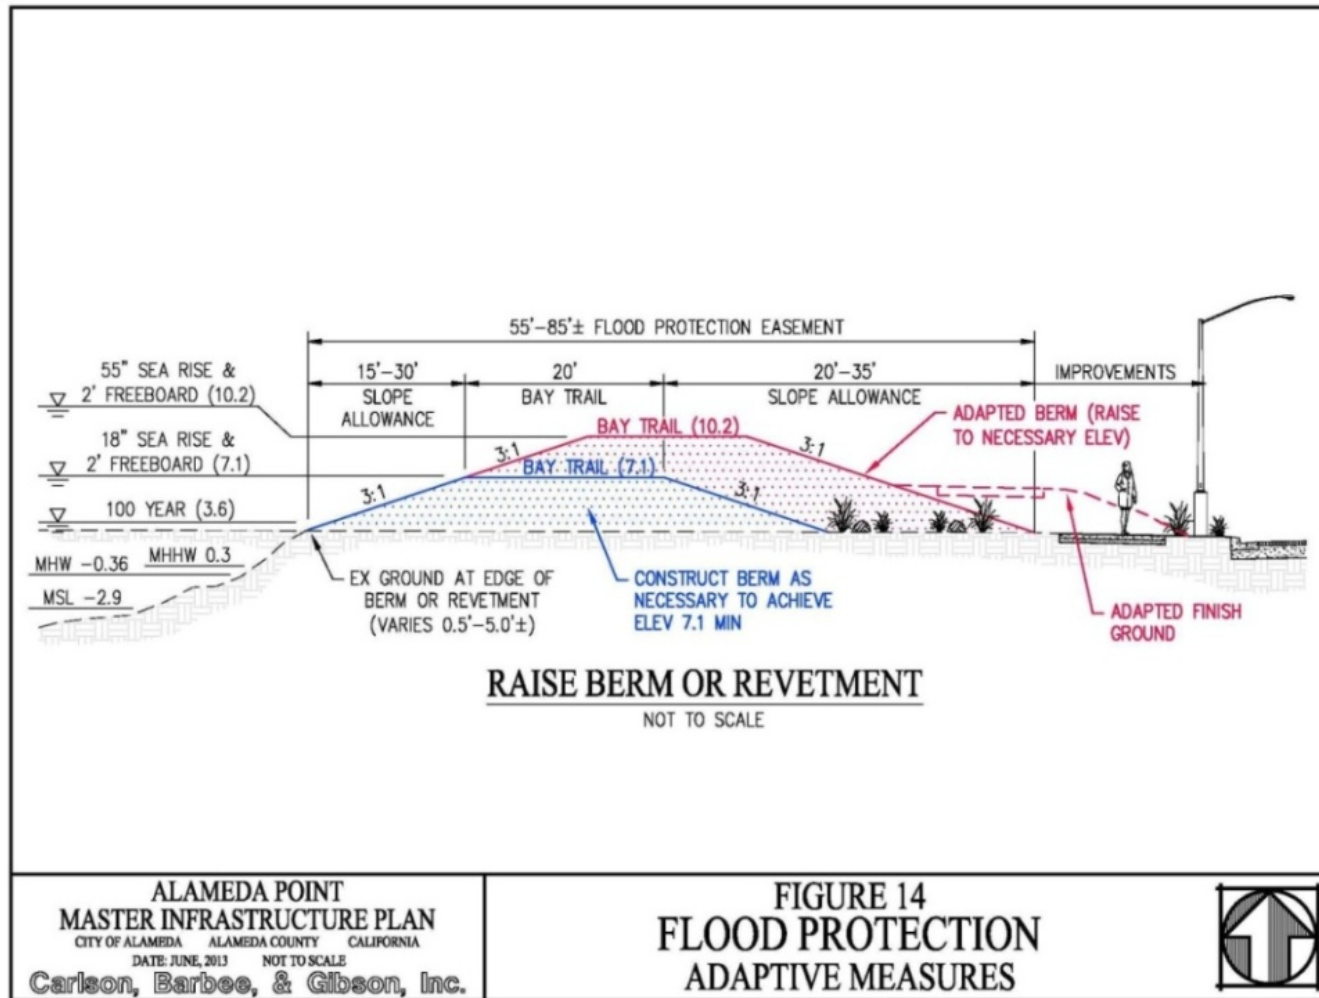 55'-85'± FLOOD PROTECTION EASEMENT
15'-30'
SLOPE
ALLOWANCE
20'
BAY TRAIL
20'-35'
SLOPE ALLOWANCE
IMPROVEMENTS
55" SEA RISE &
2' FREEBOARD (10.2)
18" SEA RISE &
2' FREEBOARD (7.1)
100 YEAR (3.6)
MHW -0.36
MHHW 0.3
MSL -2.9
BAY TRAIL (10.2)
3:1
3:1
BAY TRAIL (7.1)
3:1
3:1
ADAPTED BERM (RAISE
TO NECESSARY ELEV)
EX GROUND AT EDGE OF
BERM OR REVETMENT
(VARIES 0.5'-5.0'±)
CONSTRUCT BERM AS
NECESSARY TO ACHIEVE
ELEV 7.1 MIN
ADAPTED FINISH
GROUND
RAISE BERM OR REVETMENT
NOT TO SCALE
ALAMEDA POINT
MASTER INFRASTRUCTURE PLAN
CITY OF ALAMEDA ALAMEDA COUNTY CALIFORNIA
DATE: JUNE, 2013 NOT TO SCALE
Carlson, Barbee, & Gibson, Inc.
FIGURE 14
FLOOD PROTECTION
ADAPTIVE MEASURES